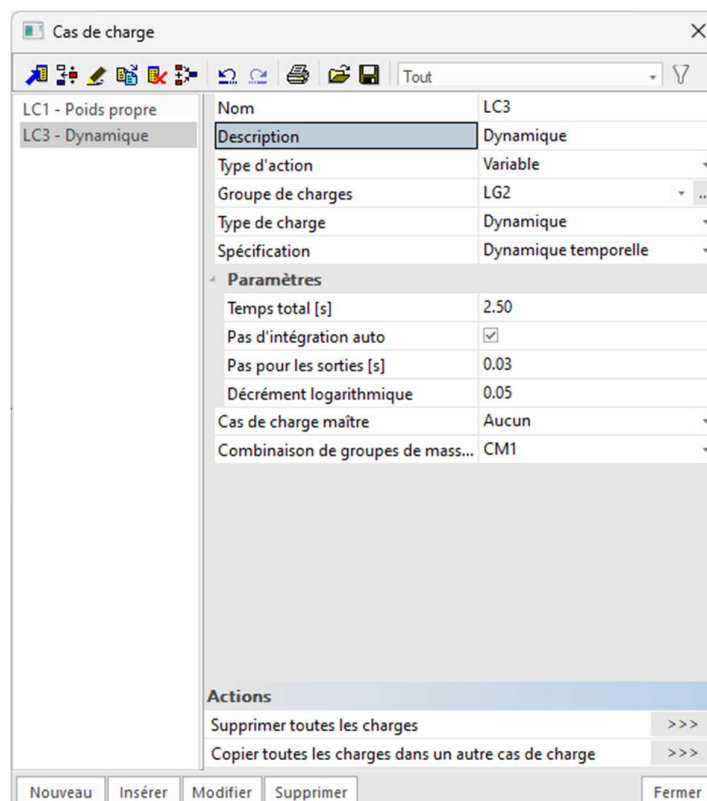 Cas de charge
Tout
LC1 - Poids propre
LC3 - Dynamique
Nom LC3
Description Dynamique
Type d'action Variable
Groupe de charges LG2 ..
Type de charge Dynamique
Spécification Dynamique temporelle
Paramètres
Temps total [s] 2.50
Pas d'intégration auto
Pas pour les sorties [s] 0.03
Décrément logarithmique 0.05
Cas de charge maître Aucun
Combinaison de groupes de mass... CM1
Actions
Supprimer toutes les charges >>>
Copier toutes les charges dans un autre cas de charge >>>
Nouveau Insérer Modifier Supprimer Fermer